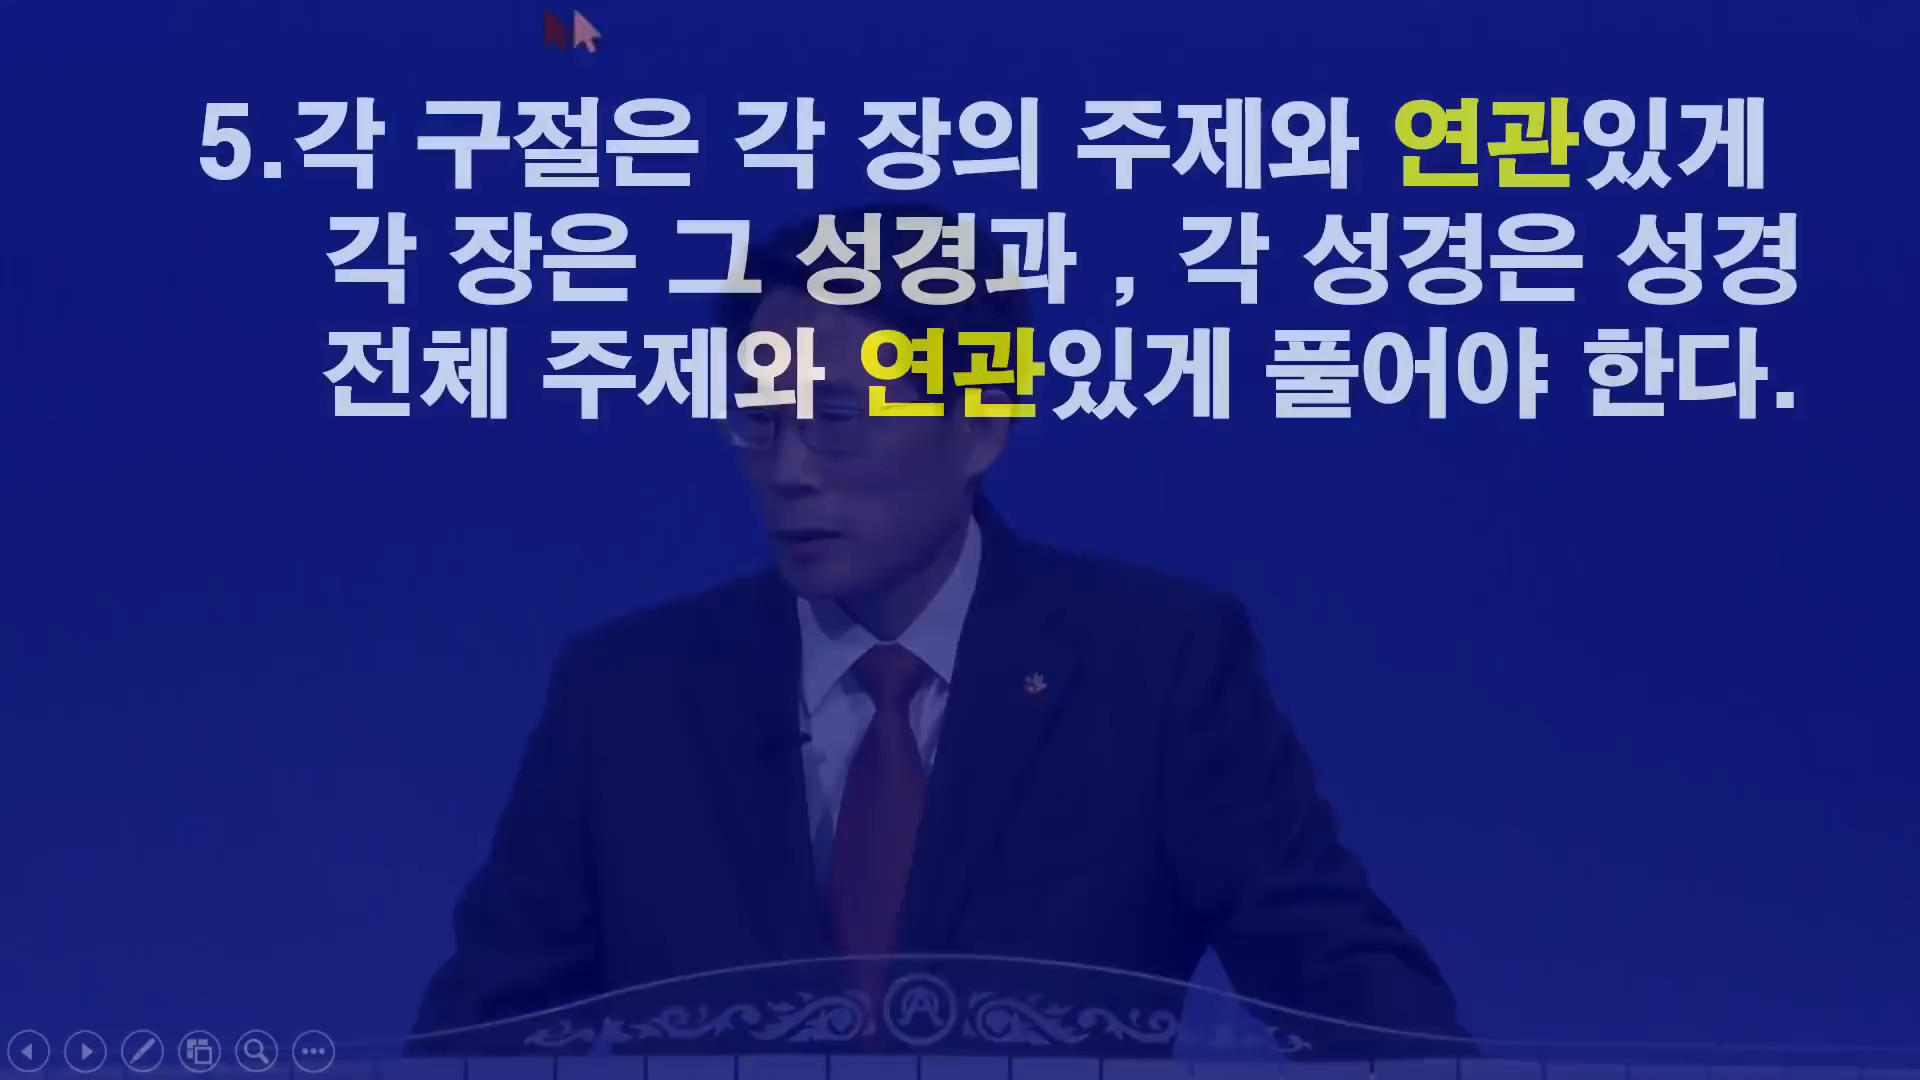 5.각 구절은 각 장의 주제와 연관있게
각 장은 그 성경과 , 각 성경은 성경
전체 주제와 연관있게 풀어야 한다.